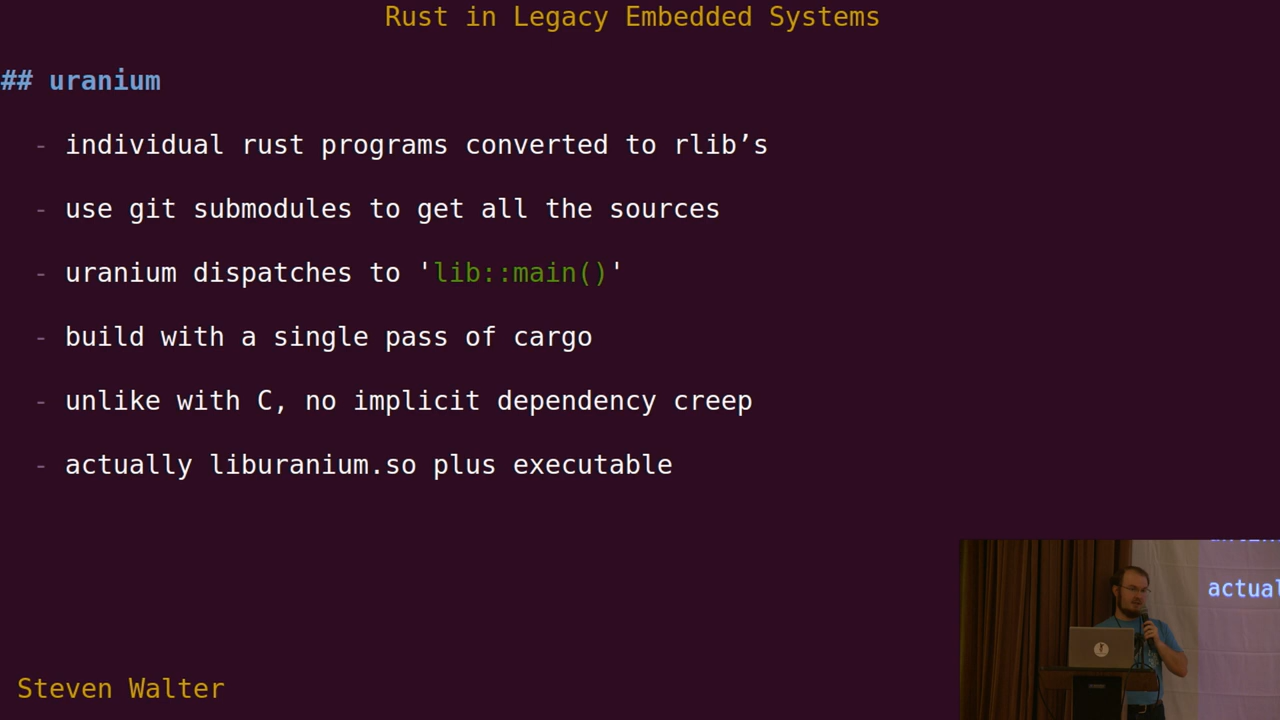 Rust in Legacy Embedded Systems
## uranium
- individual rust programs converted to rlib’s
- use git submodules to get all the sources
- uranium dispatches to 'lib::main()'
- build with a single pass of cargo
- unlike with C, no implicit dependency creep
- actually liburanium.so plus executable
actual
Steven Walter